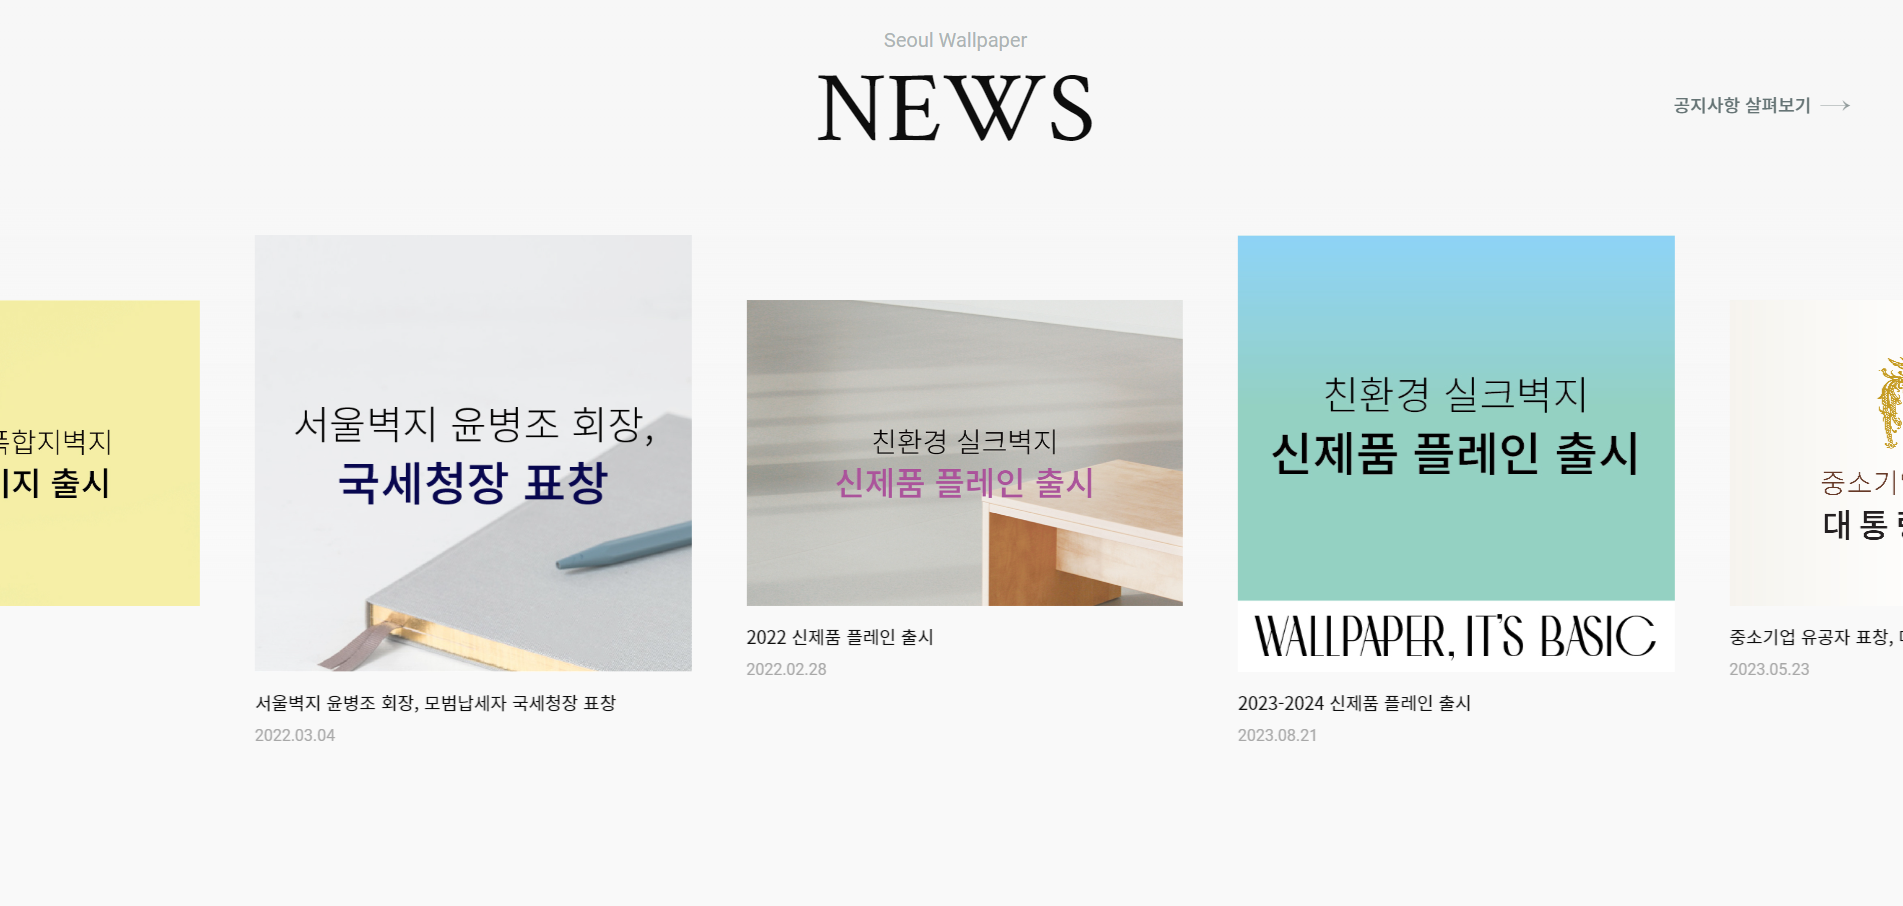 Seoul Wallpaper
NEWS
공지사항 살펴보기
폭합지벽지
지 출시
서울벽지 윤병조 회장,
국세청장 표창
서울벽지 윤병조 회장, 모범납세자 국세청장 표창
2022.03.04
친환경 실크벽지
신제품 플레인 출시
2022 신제품 플레인 출시
2022.02.28
친환경 실크벽지
신제품 플레인 출시
WALLPAPER, IT'S BASIC
2023-2024 신제품 플레인 출시
2023.08.21
중소기
대통
중소기업 유공자 표창,
2023.05.23